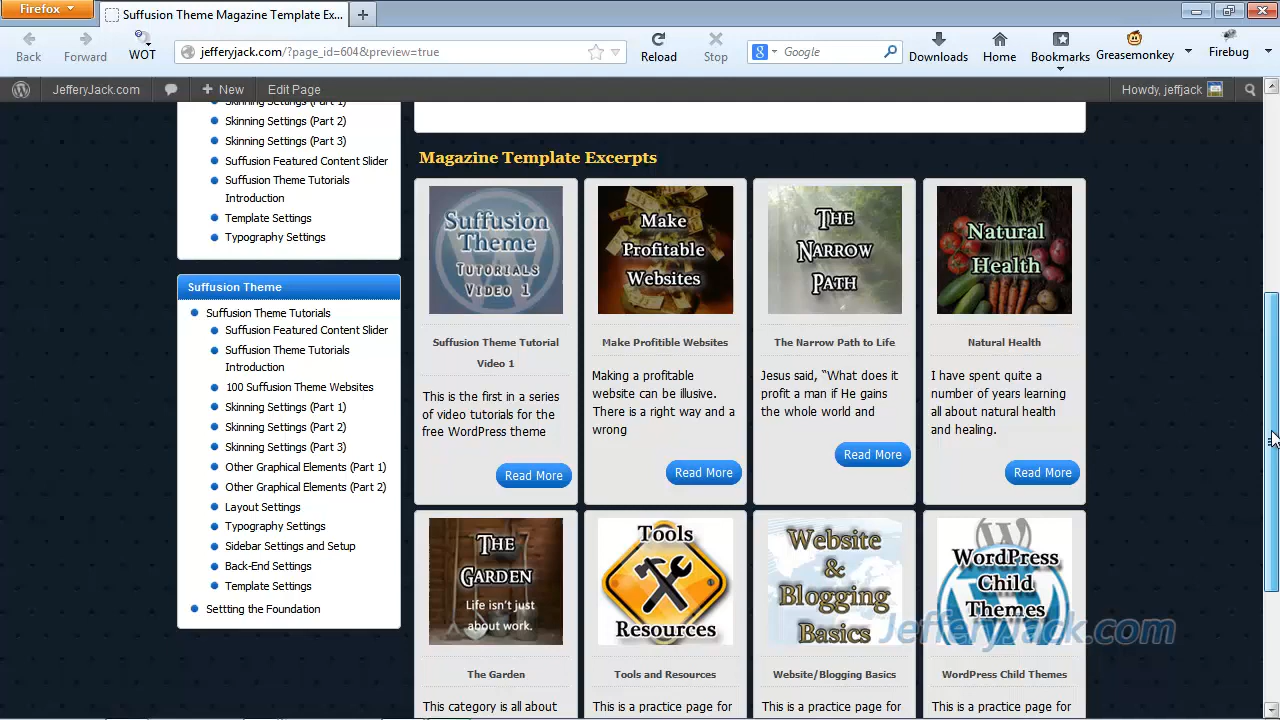 Firefox
Suffusion Theme Magazine Template Ex...
Back
Forward
WOT
jefferyjack.com/?page_id=604&preview=true
Reload
Stop
Google
Downloads
Home
Bookmarks
Greasemonkey
Firebug
JefferyJack.com
New
Edit Page
Howdy, jeffjack
Skinning Settings (Part 1)
Skinning Settings (Part 2)
Skinning Settings (Part 3)
Suffusion Featured Content Slider
Suffusion Theme Tutorials
Introduction
Template Settings
Typography Settings
Suffusion Theme
Suffusion Theme Tutorials
Suffusion Featured Content Slider
Suffusion Theme Tutorials
Introduction
100 Suffusion Theme Websites
Skinning Settings (Part 1)
Skinning Settings (Part 2)
Skinning Settings (Part 3)
Other Graphical Elements (Part 1)
Other Graphical Elements (Part 2)
Layout Settings
Typography Settings
Sidebar Settings and Setup
Back-End Settings
Template Settings
Settting the Foundation
Magazine Template Excerpts
Suffusion
Theme
Tutorials
Video 1
Suffusion Theme Tutorial
Video 1
This is the first in a series
of video tutorials for the
free WordPress theme
Read More
Make
Profitable
Websites
Make Profitible Websites
Making a profitable
website can be illusive.
There is a right way and a
wrong
Read More
The
Narrow
Path
The Narrow Path to Life
Jesus said, “What does it
profit a man if He gains
the whole world and
Read More
Natural
Health
Natural Health
I have spent quite a
number of years learning
all about natural health
and healing.
Read More
The
Garden
Life isn't just
about work.
The Garden
This category is all about
Tools
Resources
Tools and Resources
This is a practice page for
Website
&
Blogging
Basics
Website/Blogging Basics
This is a practice page for
WordPress
Child
Themes
WordPress Child Themes
This is a practice page for
JefferyJack.com